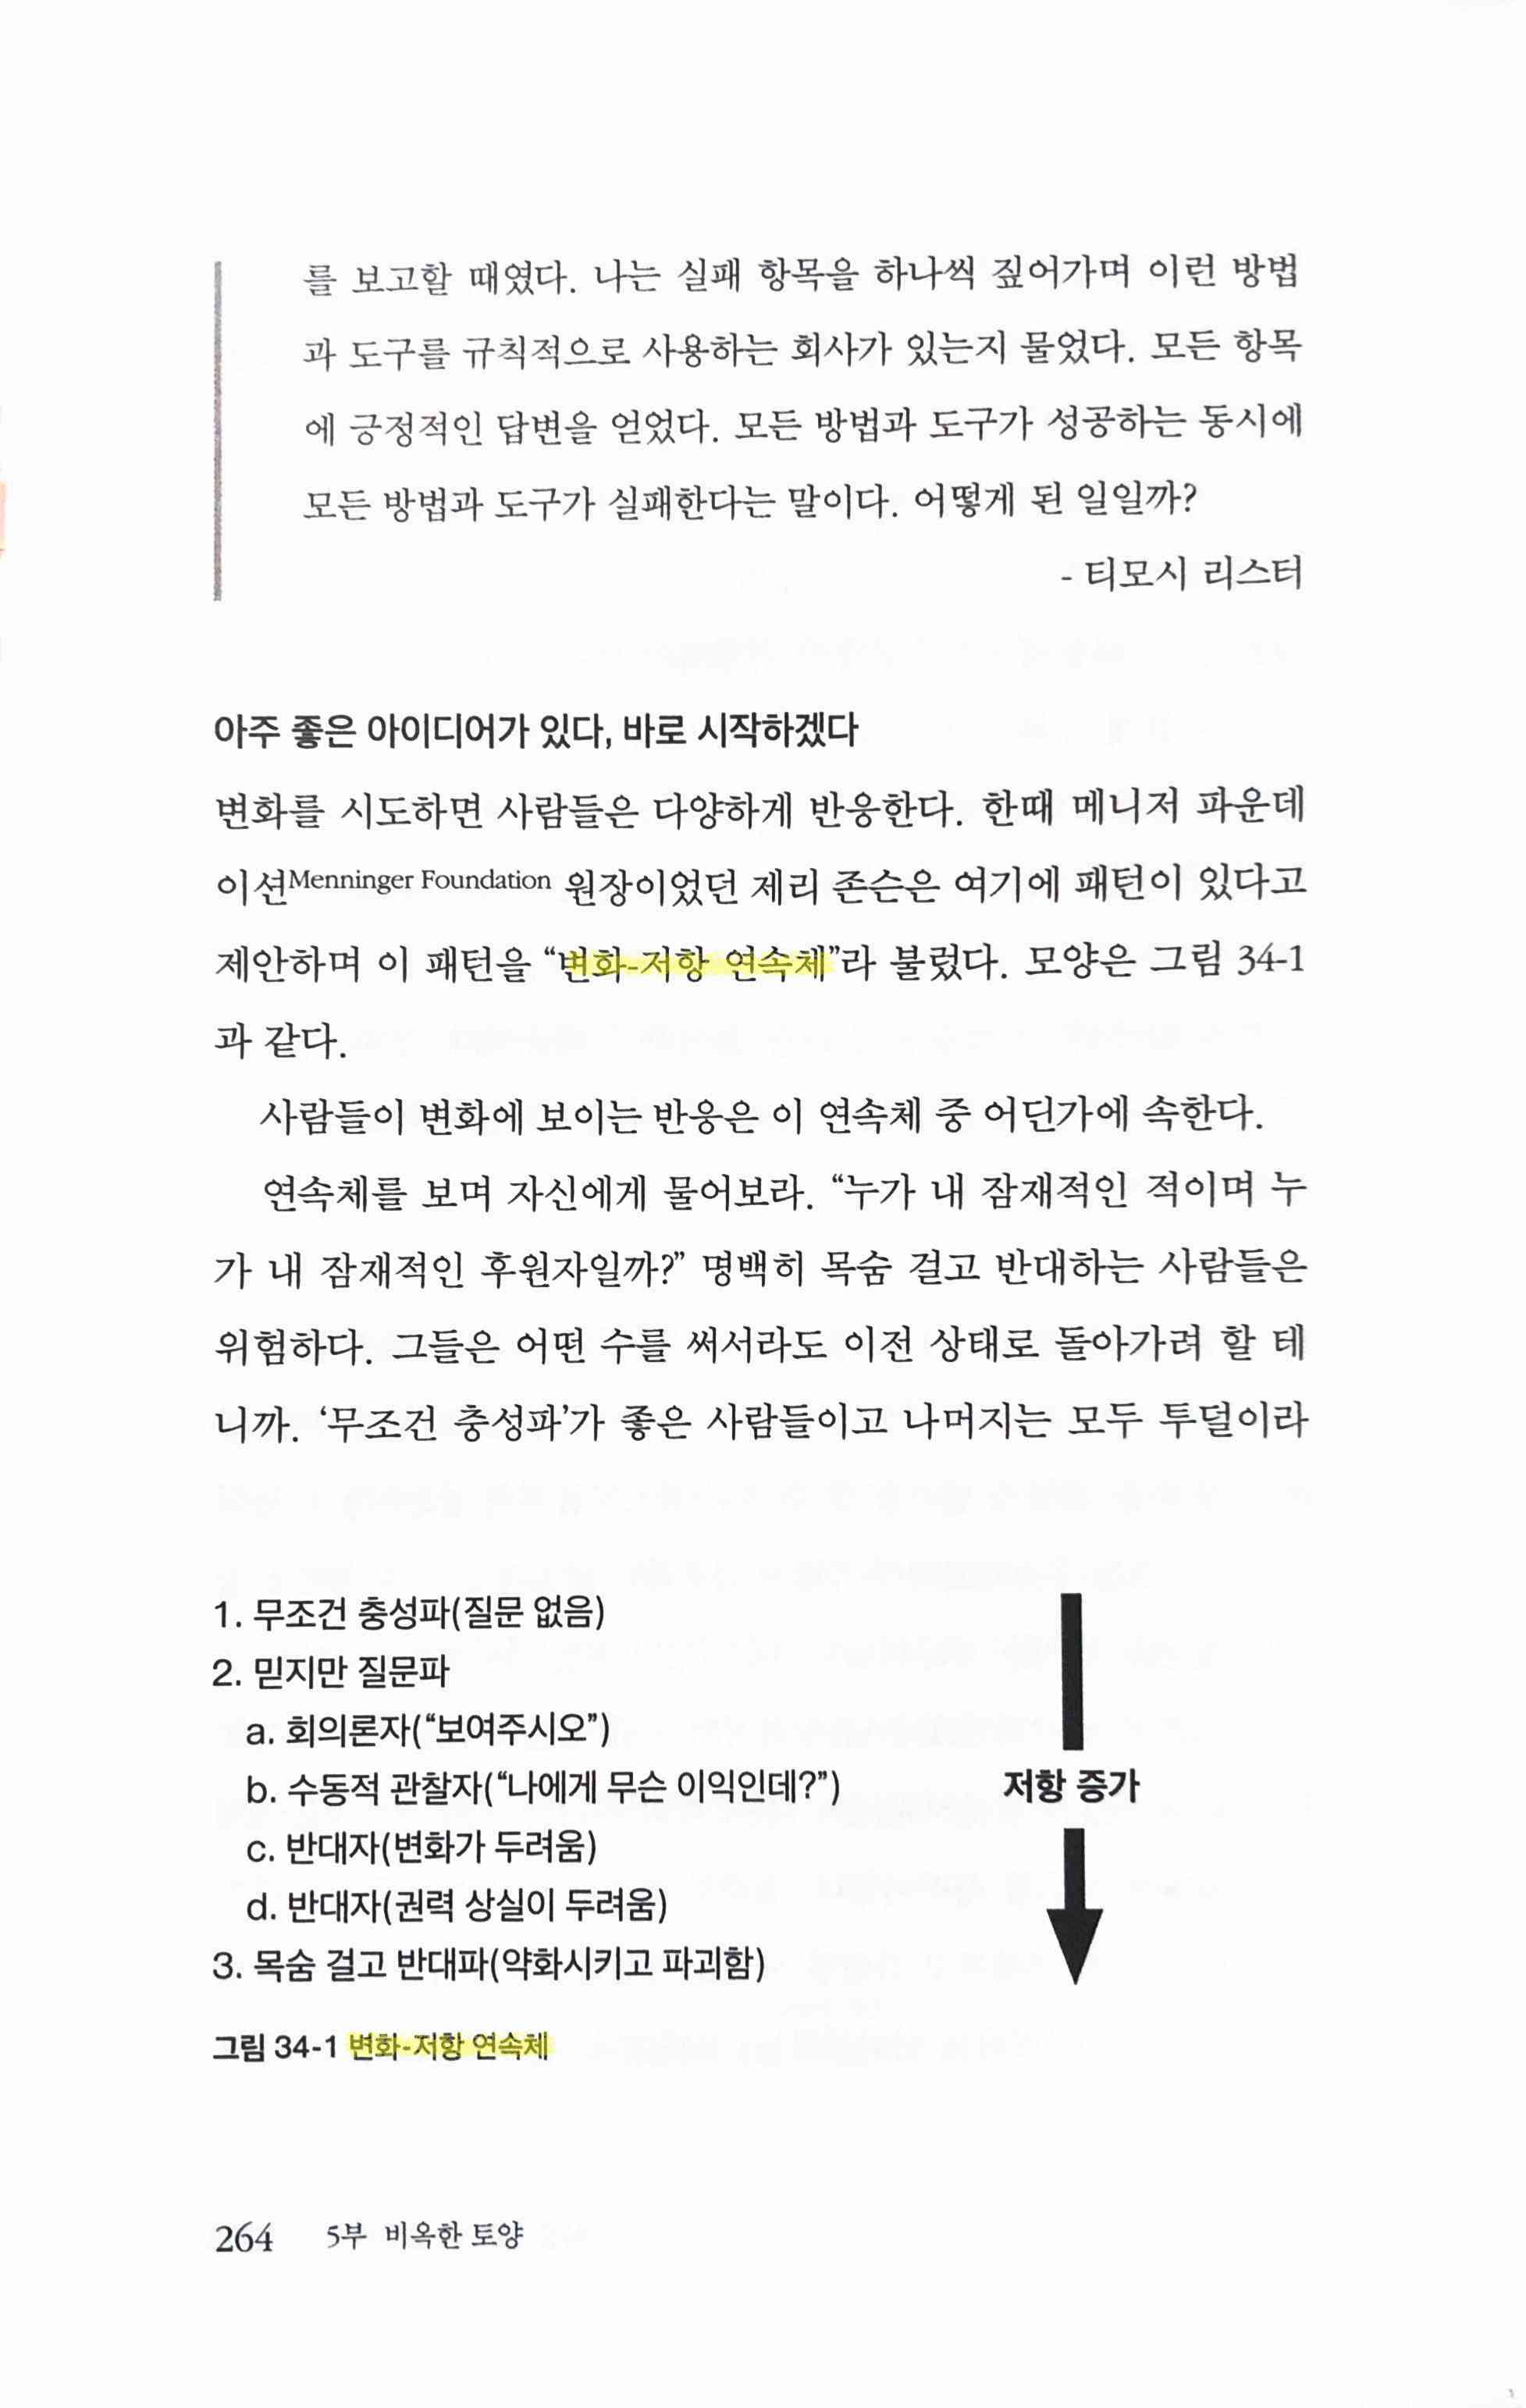 를 보고할 때였다. 나는 실패 항목을 하나씩 짚어가며 이런 방법
과 도구를 규칙적으로 사용하는 회사가 있는지 물었다. 모든 항목
에 긍정적인 답변을 얻었다. 모든 방법과 도구가 성공하는 동시에
모든 방법과 도구가 실패한다는 말이다. 어떻게 된 일일까?
- 티모시 리스터
아주 좋은 아이디어가 있다, 바로 시작하겠다
변화를 시도하면 사람들은 다양하게 반응한다. 한때 메니저 파운데
이션Menninger Foundation 원장이었던 제리 존슨은 여기에 패턴이 있다고
제안하며 이 패턴을 “변화-저항 연속체”라 불렀다. 모양은 그림 34-1
과 같다.
사람들이 변화에 보이는 반응은 이 연속체 중 어딘가에 속한다.
연속체를 보며 자신에게 물어보라. “누가 내 잠재적인 적이며 누
가 내 잠재적인 후원자일까?” 명백히 목숨 걸고 반대하는 사람들은
위험하다. 그들은 어떤 수를 써서라도 이전 상태로 돌아가려 할 테
니까. ‘무조건 충성파’가 좋은 사람들이고 나머지는 모두 투덜이라
1. 무조건 충성파(질문 없음)
2. 믿지만 질문파
a. 회의론자(“보여주시오”)
b. 수동적 관찰자(“나에게 무슨 이익인데?”)
저항 증가
c. 반대자(변화가 두려움)
d. 반대자(권력 상실이 두려움)
3. 목숨 걸고 반대파(약화시키고 파괴함)
그림 34-1 변화-저항 연속체
264 5부 비옥한 토양